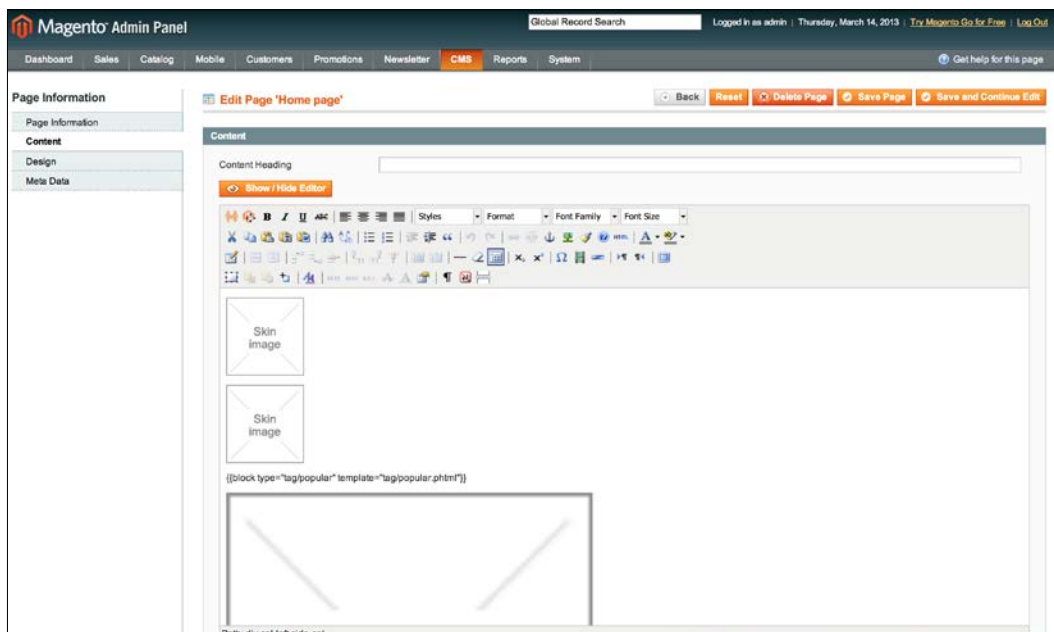 Magento Admin Panel
Global Record Search
Logged in as admin | Thursday, March 14, 2013 | Try Magento Go for Free | Log Out
Dashboard Sales Catalog Mobile Customers Promotions Newsletter CMS Reports System
Get help for this page
Page Information
Page Information
Content
Design
Meta Data
Edit Page 'Home page'
Back Reset Delete Page Save Page Save and Continue Edit
Content
Content Heading
Show / Hide Editor
B I U ABC Styles Format Font Family Font Size
HTML A
Skin
image
Skin
image
{{block type="tag/popular" template="tag/popular.phtml"}}